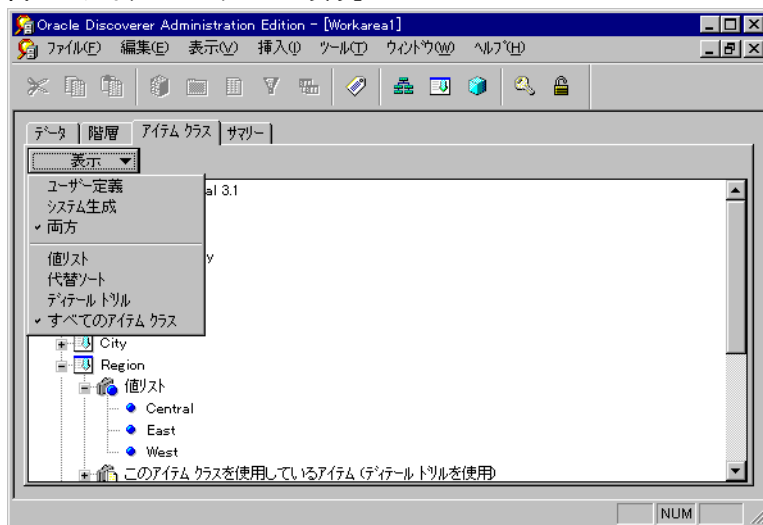 Oracle Discoverer Administration Edition - [Workarea1]
ファイル(F) 編集(E) 表示(V) 挿入(I) ツール(T) ウィンドウ(W) ヘルプ(H)
データ 階層 アイテム クラス サマリー
表示
ユーザー定義
システム生成
両方
値リスト
代替ソート
ディテール ドリル
すべてのアイテム クラス
al 3.1
y
City
Region
値リスト
Central
East
West
このアイテム クラスを使用しているアイテム (ディテール ドリルを使用)
NUM